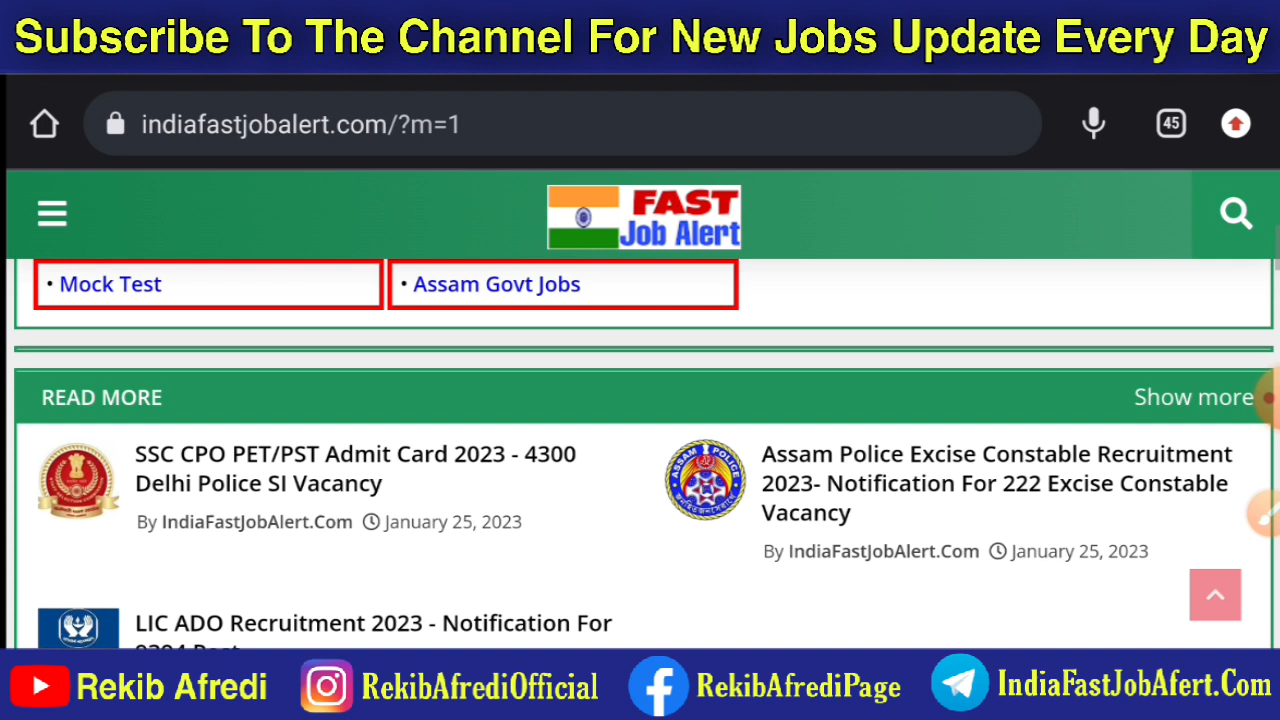 Subscribe To The Channel For New Jobs Update Every Day
indiafastjobalert.com/?m=1
45
FAST
Job Alert
• Mock Test
• Assam Govt Jobs
READ MORE
Show more
SSC CPO PET/PST Admit Card 2023 - 4300
Delhi Police SI Vacancy
By IndiaFastJobAlert.Com January 25, 2023
ASSAM POLICE
Assam Police Excise Constable Recruitment
2023- Notification For 222 Excise Constable
Vacancy
By IndiaFastJobAlert.Com January 25, 2023
LIC ADO Recruitment 2023 - Notification For
Rekib Afredi
RekibAfrediOfficial
RekibAfrediPage
IndiaFastJobAfert.Com